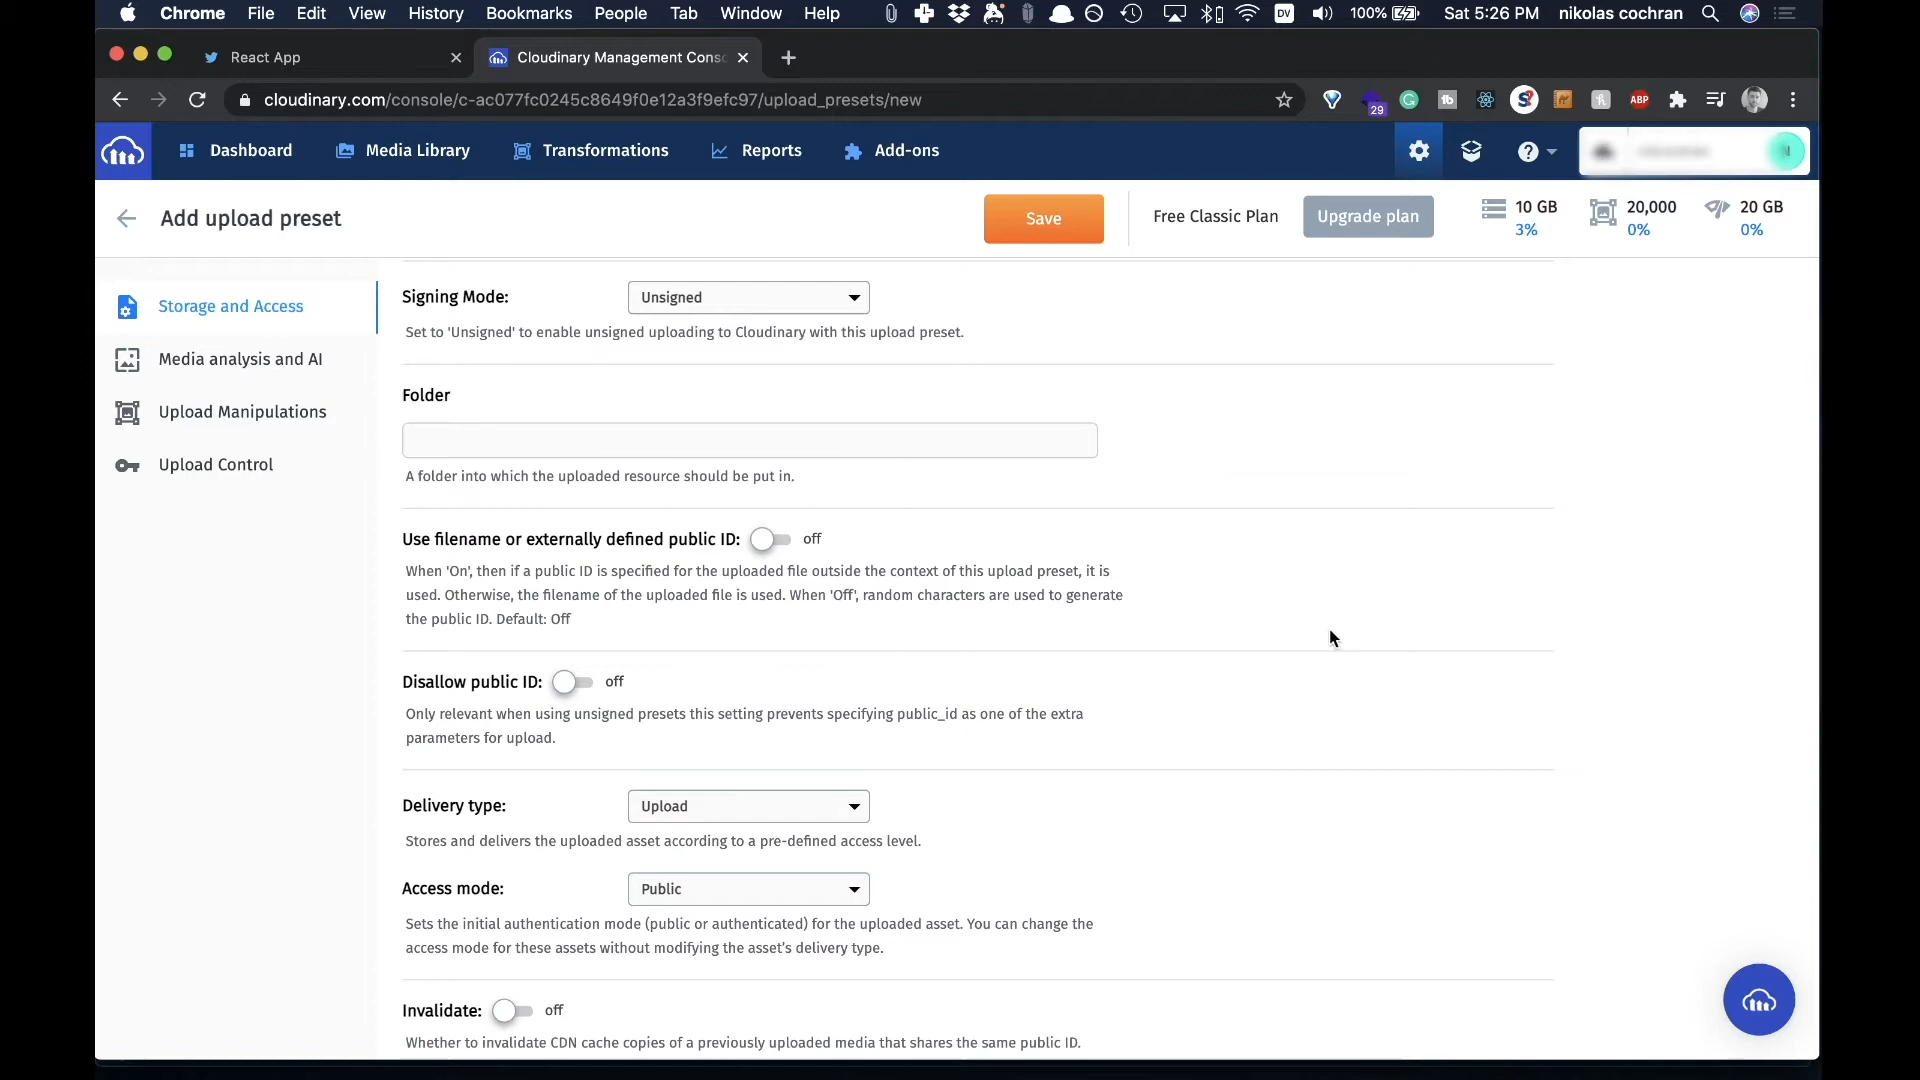 Chrome File Edit View History Bookmarks People Tab Window Help DV 100% Sat 5:26 PM nikolas cochran
React App Cloudinary Management Conso
cloudinary.com/console/c-ac077fc0245c8649f0e12a3f9efc97/upload_presets/new 29 ABP
Dashboard Media Library Transformations Reports Add-ons
Add upload preset Save Free Classic Plan Upgrade plan 10 GB 20,000 20 GB
3% 0% 0%
Storage and Access
Media analysis and AI
Upload Manipulations
Upload Control
Signing Mode: Unsigned
Set to 'Unsigned' to enable unsigned uploading to Cloudinary with this upload preset.
Folder
A folder into which the uploaded resource should be put in.
Use filename or externally defined public ID: off
When 'On', then if a public ID is specified for the uploaded file outside the context of this upload preset, it is
used. Otherwise, the filename of the uploaded file is used. When 'Off', random characters are used to generate
the public ID. Default: Off
Disallow public ID: off
Only relevant when using unsigned presets this setting prevents specifying public_id as one of the extra
parameters for upload.
Delivery type: Upload
Stores and delivers the uploaded asset according to a pre-defined access level.
Access mode: Public
Sets the initial authentication mode (public or authenticated) for the uploaded asset. You can change the
access mode for these assets without modifying the asset's delivery type.
Invalidate: off
Whether to invalidate CDN cache copies of a previously uploaded media that shares the same public ID.